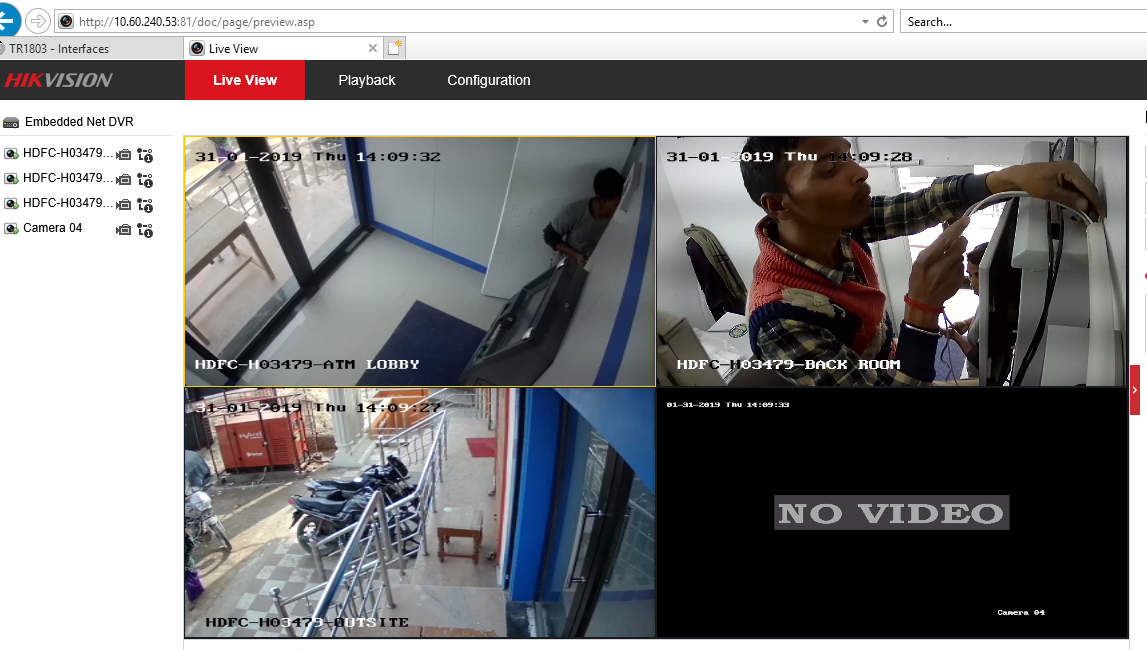 http://10.60.240.53:81/doc/page/preview.asp
Search...
TR1803 - Interfaces
Live View
HIKVISION
Live View
Playback
Configuration
Embedded Net DVR
HDFC-H03479...
HDFC-H03479...
HDFC-H03479...
Camera 04
31-01-2019 Thu 14:09:32
HDFC-H03479-ATM LOBBY
31-01-2019 Thu 14:09:28
HDFC-H03479-BACK ROOM
31-01-2019 Thu 14:09:27
HDFC-H03479-OUTSITE
01-31-2019 Thu 14:09:33
NO VIDEO
Camera 04